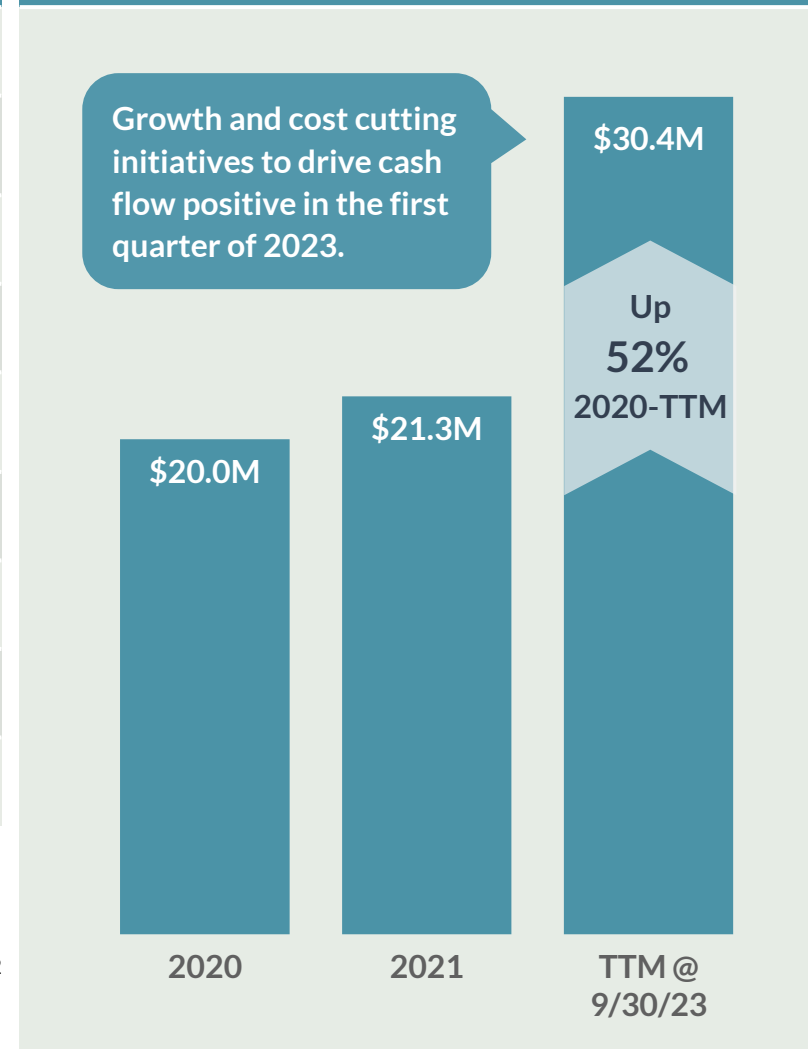 Growth and cost cutting
initiatives to drive cash
flow positive in the first
quarter of 2023.
$30.4M
Up
52%
2020-TTM
$21.3M
$20.0M
2020
2021
TTM @
9/30/23